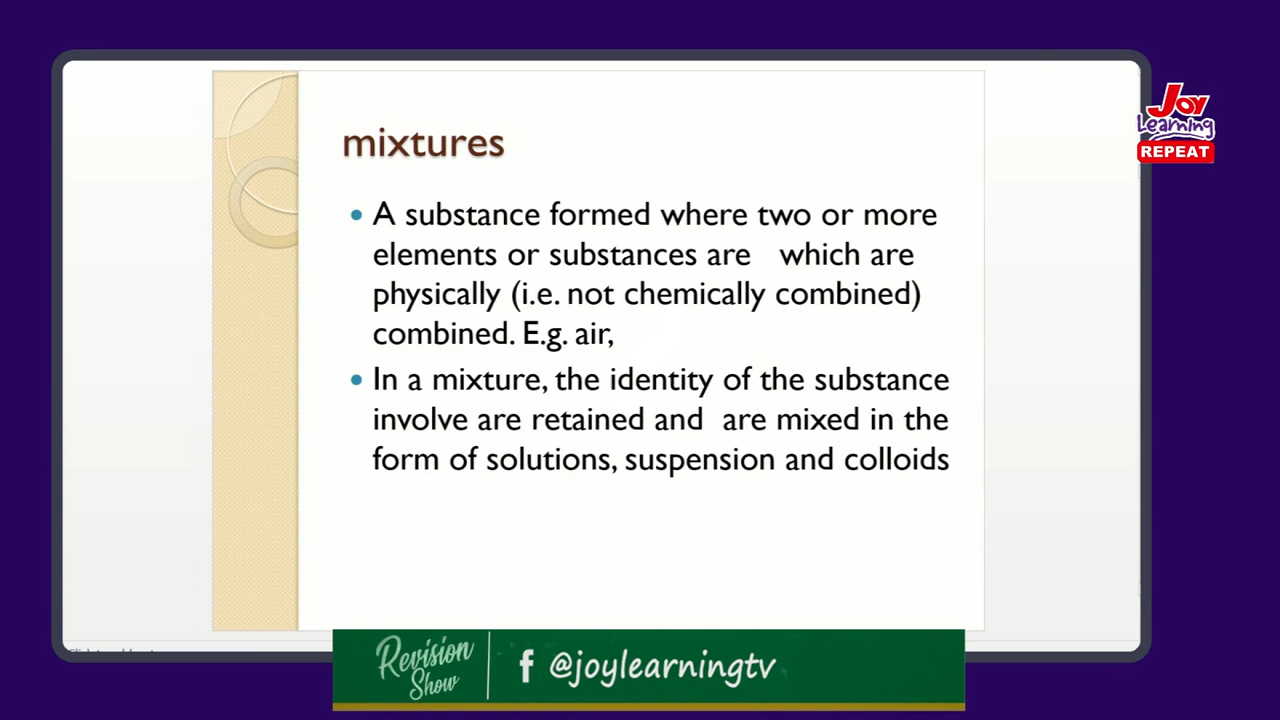 Joy
Learning
REPEAT
mixtures
• A substance formed where two or more
elements or substances are which are
physically (i.e. not chemically combined)
combined. E.g. air,
• In a mixture, the identity of the substance
involve are retained and are mixed in the
form of solutions, suspension and colloids
Revision
Show
f @joylearningtv